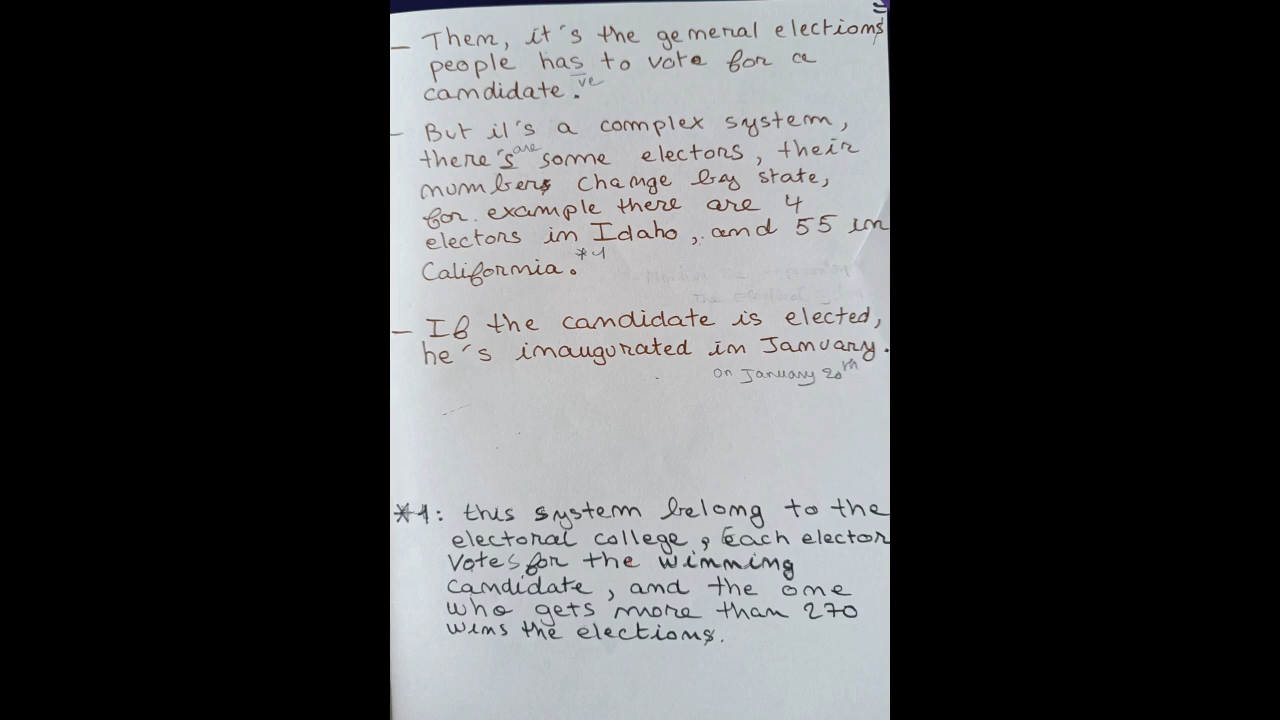 - Then, it's the general elections
people has to vote for a
ve
candidate.
- But it's a complex system,
are
there's some electors, their
numbers change by state,
for example there are 4
electors in Idaho, and 55 in
*1
California.
- If the candidate is elected,
he's inaugurated in January.
on January 20th
*1: this system belong to the
electoral college, Each elector
votes for the winning
candidate, and the one
who gets more than 270
wins the elections.